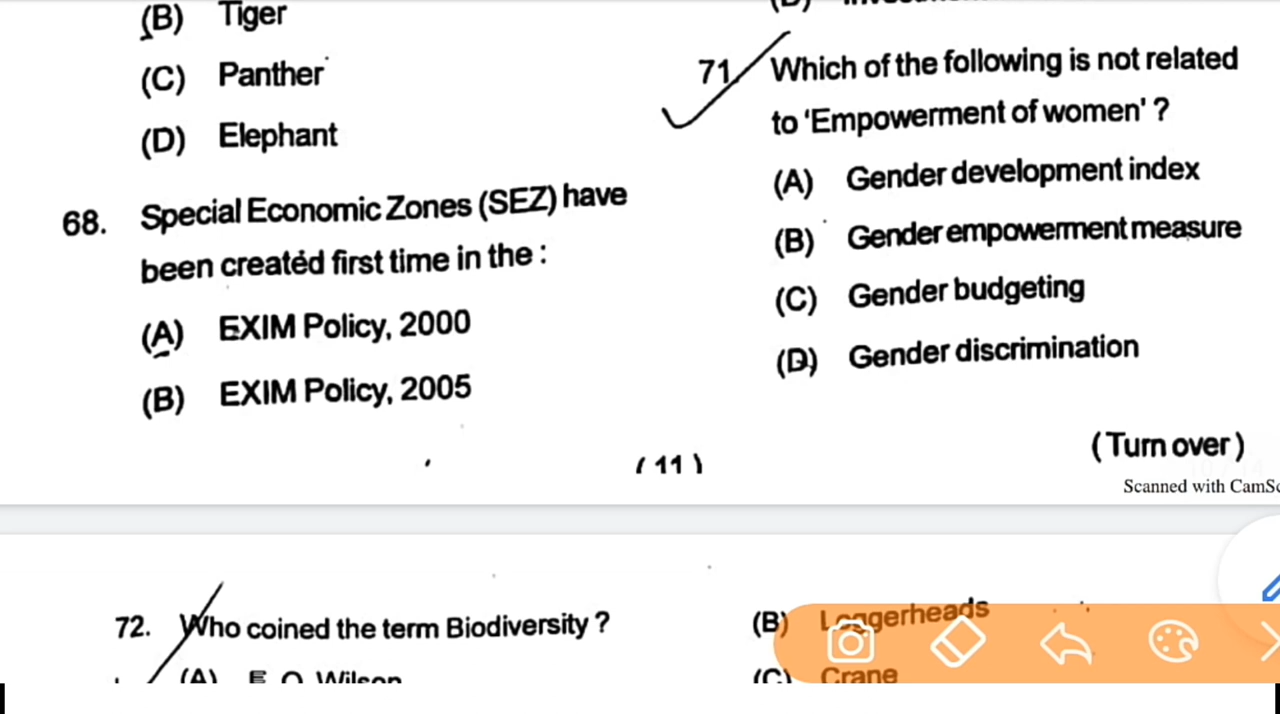 (B) Tiger
(C) Panther
(D) Elephant
68. Special Economic Zones (SEZ) have
been created first time in the :
(A) EXIM Policy, 2000
(B) EXIM Policy, 2005
71. Which of the following is not related
to 'Empowerment of women' ?
(A) Gender development index
(B) Gender empowerment measure
(C) Gender budgeting
(D) Gender discrimination
( 11 )
( Turn over )
Scanned with CamSc
72. Who coined the term Biodiversity ?
(A) E O Wilson
(B) Loggerheads
(C) Crane